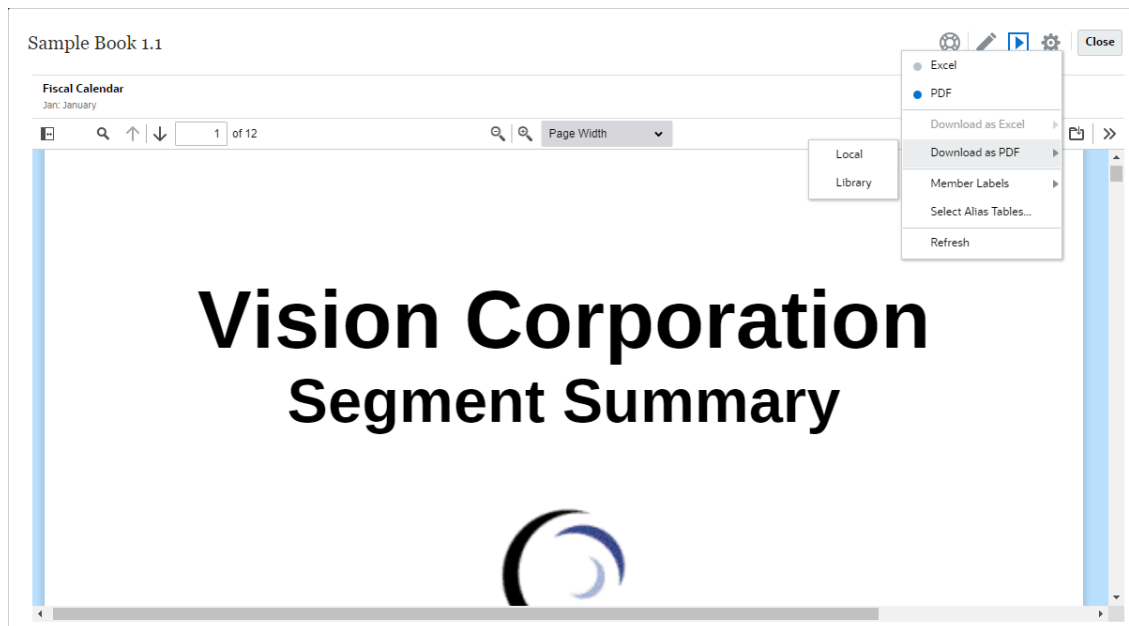 Sample Book 1.1
Close
Fiscal Calendar
Jan: January
1 of 12
Page Width
Excel
PDF
Download as Excel
Download as PDF
Local
Library
Member Labels
Select Alias Tables...
Refresh
Vision Corporation
Segment Summary